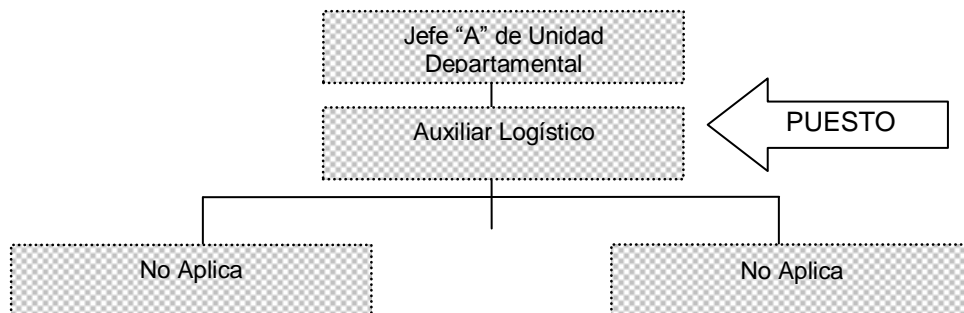 Jefe “A” de Unidad
Departamental
Auxiliar Logístico
PUESTO
No Aplica
No Aplica